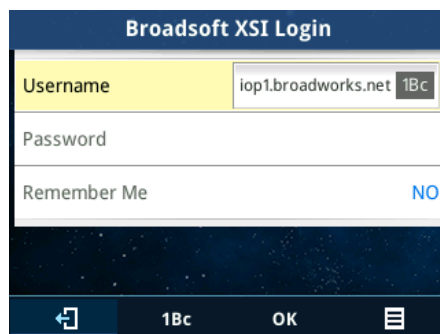 Broadsoft XSI Login
Username iop1.broadworks.net 1Bc
Password
Remember Me NO
1Bc OK